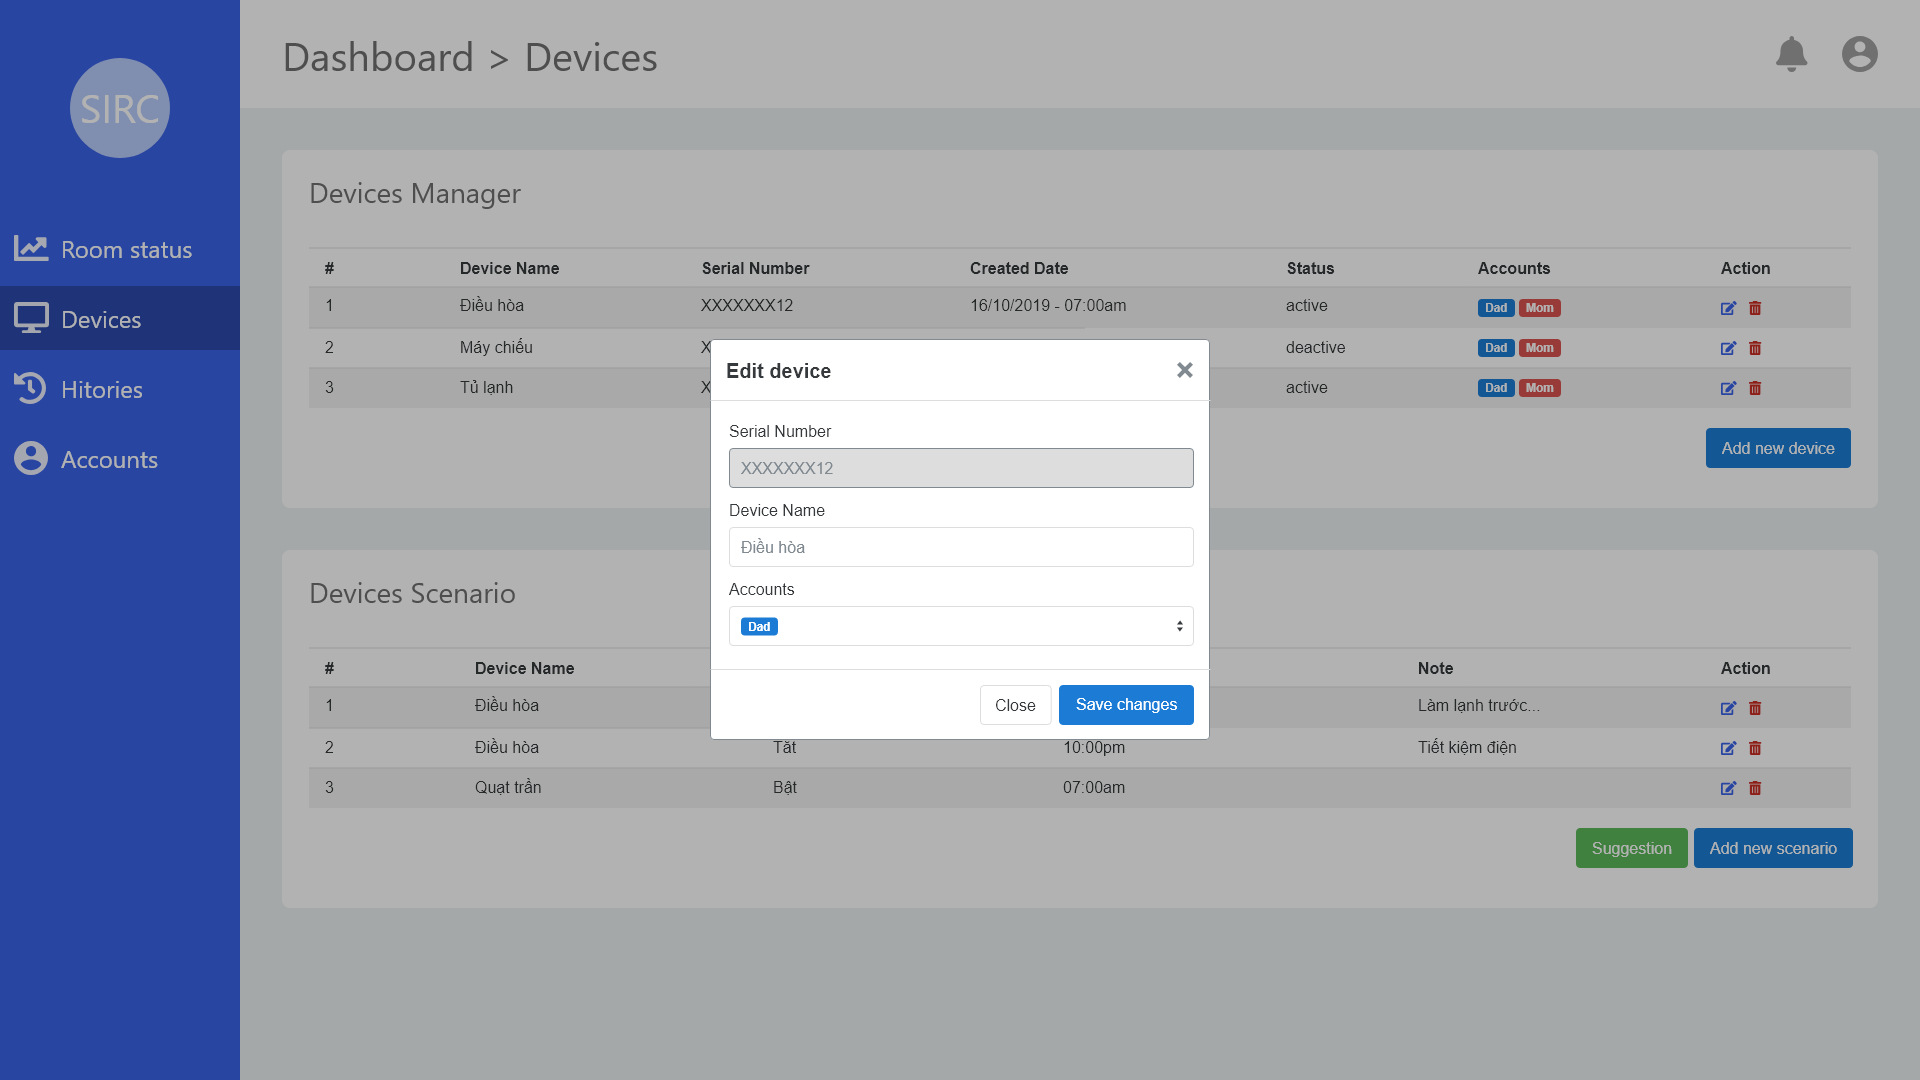 SIRC
Dashboard > Devices
Room status
Devices
Hitories
Accounts
Devices Manager
# Device Name Serial Number Created Date Status Accounts Action
1 Điều hòa XXXXXXX12 16/10/2019 - 07:00am active Dad Mom
2 Máy chiếu X deactive Dad Mom
3 Tủ lạnh X active Dad Mom
Add new device
Edit device
Serial Number
XXXXXXX12
Device Name
Điều hòa
Accounts
Dad
Close Save changes
Devices Scenario
# Device Name Note Action
1 Điều hòa Làm lạnh trước...
2 Điều hòa Tắt 10:00pm Tiết kiệm điện
3 Quạt trần Bật 07:00am
Suggestion Add new scenario